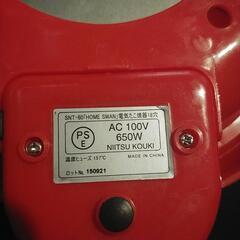 SNT-60「HOME SWAN」電気たこ焼器18穴
PS
E
AC 100V
650W
NIITSU KOUKI
温度ヒューズ 157℃
MADE IN CHINA
ロットNo. 150921